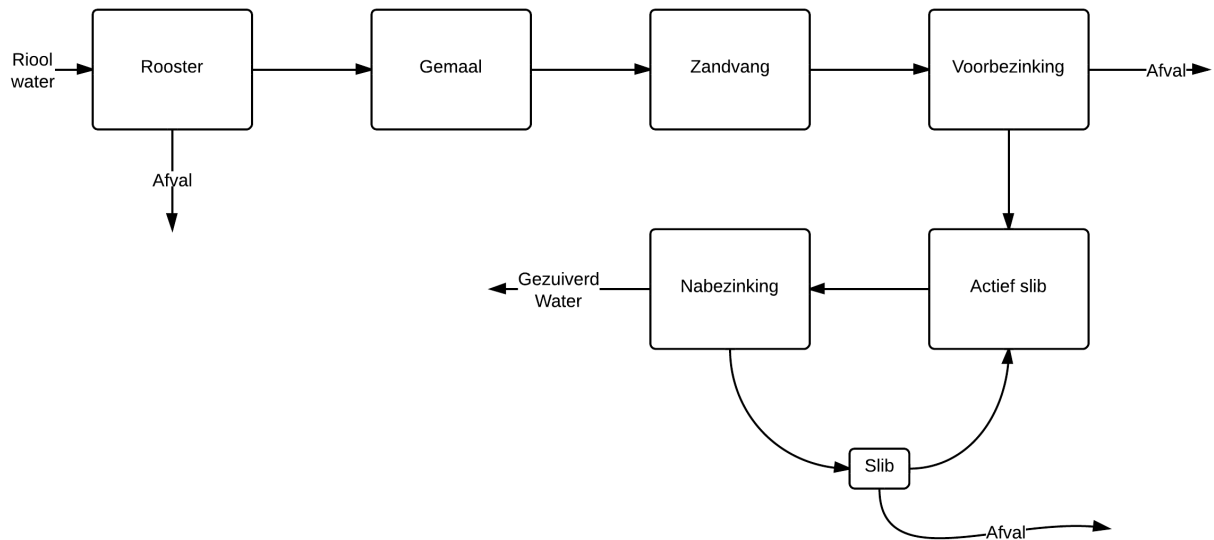 Riool
water
Rooster
Gemaal
Zandvang
Voorbezinking
Afval
Afval
Gezuiverd
Water
Nabezinking
Actief slib
Slib
Afval